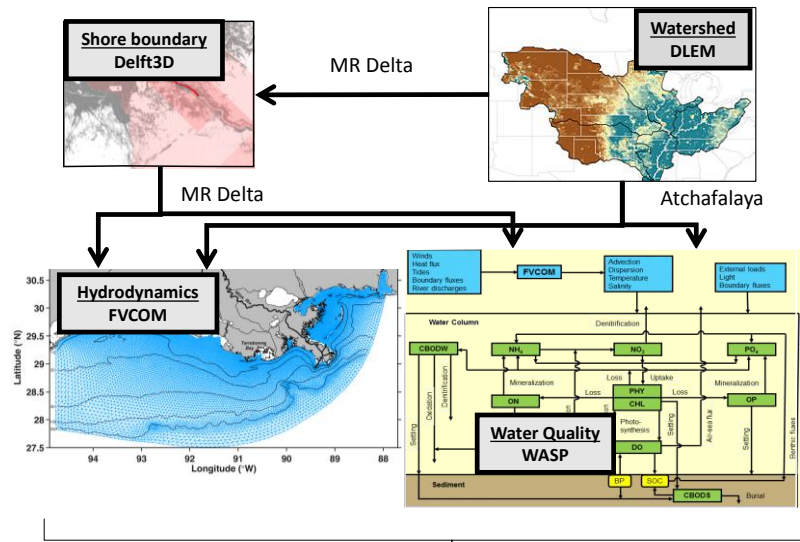 Shore boundary
Delft3D
MR Delta
Watershed
DLEM
MR Delta
Atchafalaya
Hydrodynamics
FVCOM
30.5
30
29.5
29
28.5
28
27.5
Latitude (°N)
Terrebonne
Bay
94
93
92
91
90
89
88
Longitude (°W)
Winds
Heat flux
Tides
Boundary fluxes
River discharges
FVCOM
Advection
Dispersion
Temperature
Salinity
External loads
Light
Boundary fluxes
Water Column
Denitrification
CBODW
NH₄
NO₃
PO₄
Mineralization
Loss
Uptake
Loss
Mineralization
ON
PHY
CHL
OP
Photo-
synthesis
DO
Settling
Oxidation
Denitrification
Settling
Air-sea flux
Settling
Benthic fluxes
Water Quality
WASP
Sediment
BP
SOC
CBODS
Burial